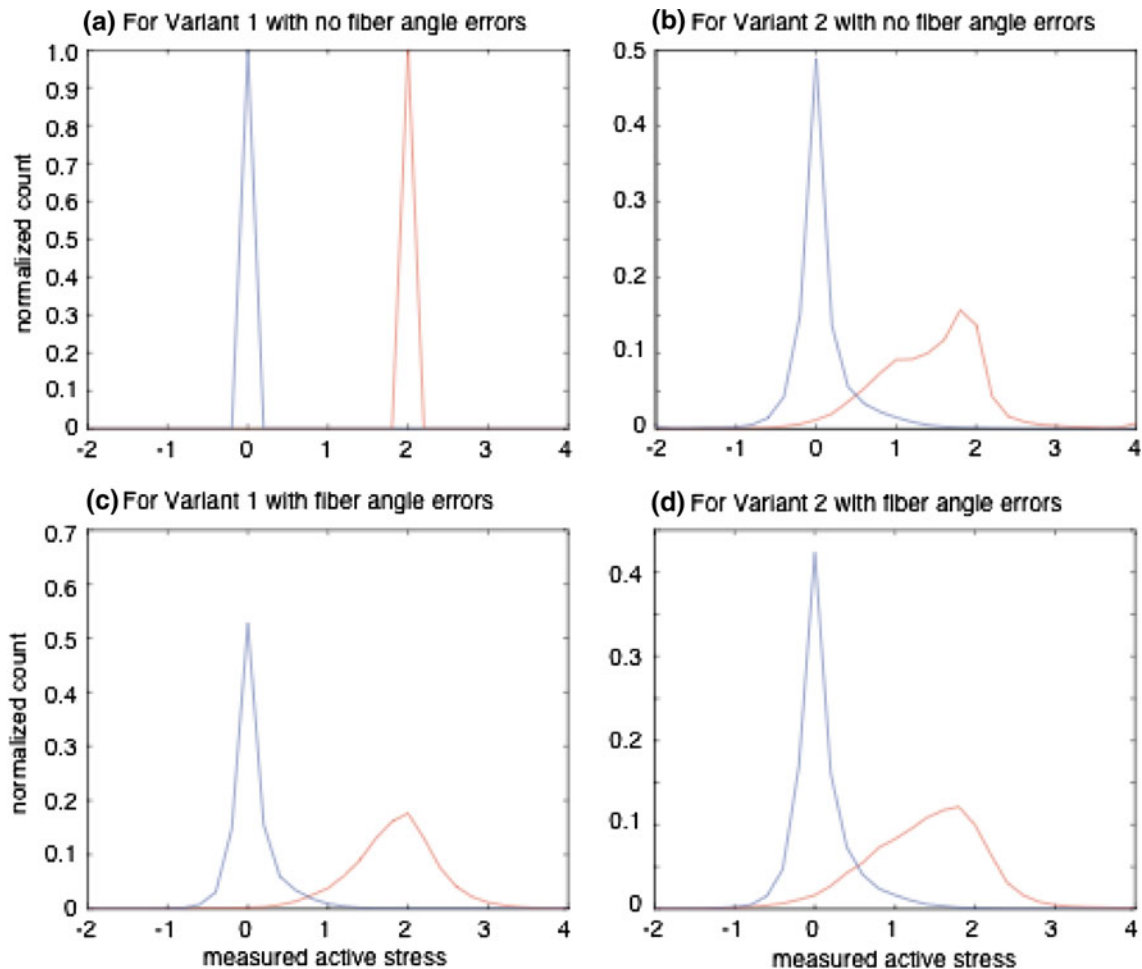 (a) For Variant 1 with no fiber angle errors
1.0
0.9
0.8
0.7
0.6
0.5
0.4
0.3
0.2
0.1
0
normalized count
-2 -1 0 1 2 3 4
(b) For Variant 2 with no fiber angle errors
0.5
0.4
0.3
0.2
0.1
0
-2 -1 0 1 2 3 4
(c) For Variant 1 with fiber angle errors
0.7
0.6
0.5
0.4
0.3
0.2
0.1
0
normalized count
-2 -1 0 1 2 3 4
measured active stress
(d) For Variant 2 with fiber angle errors
0.4
0.3
0.2
0.1
0
-2 -1 0 1 2 3 4
measured active stress